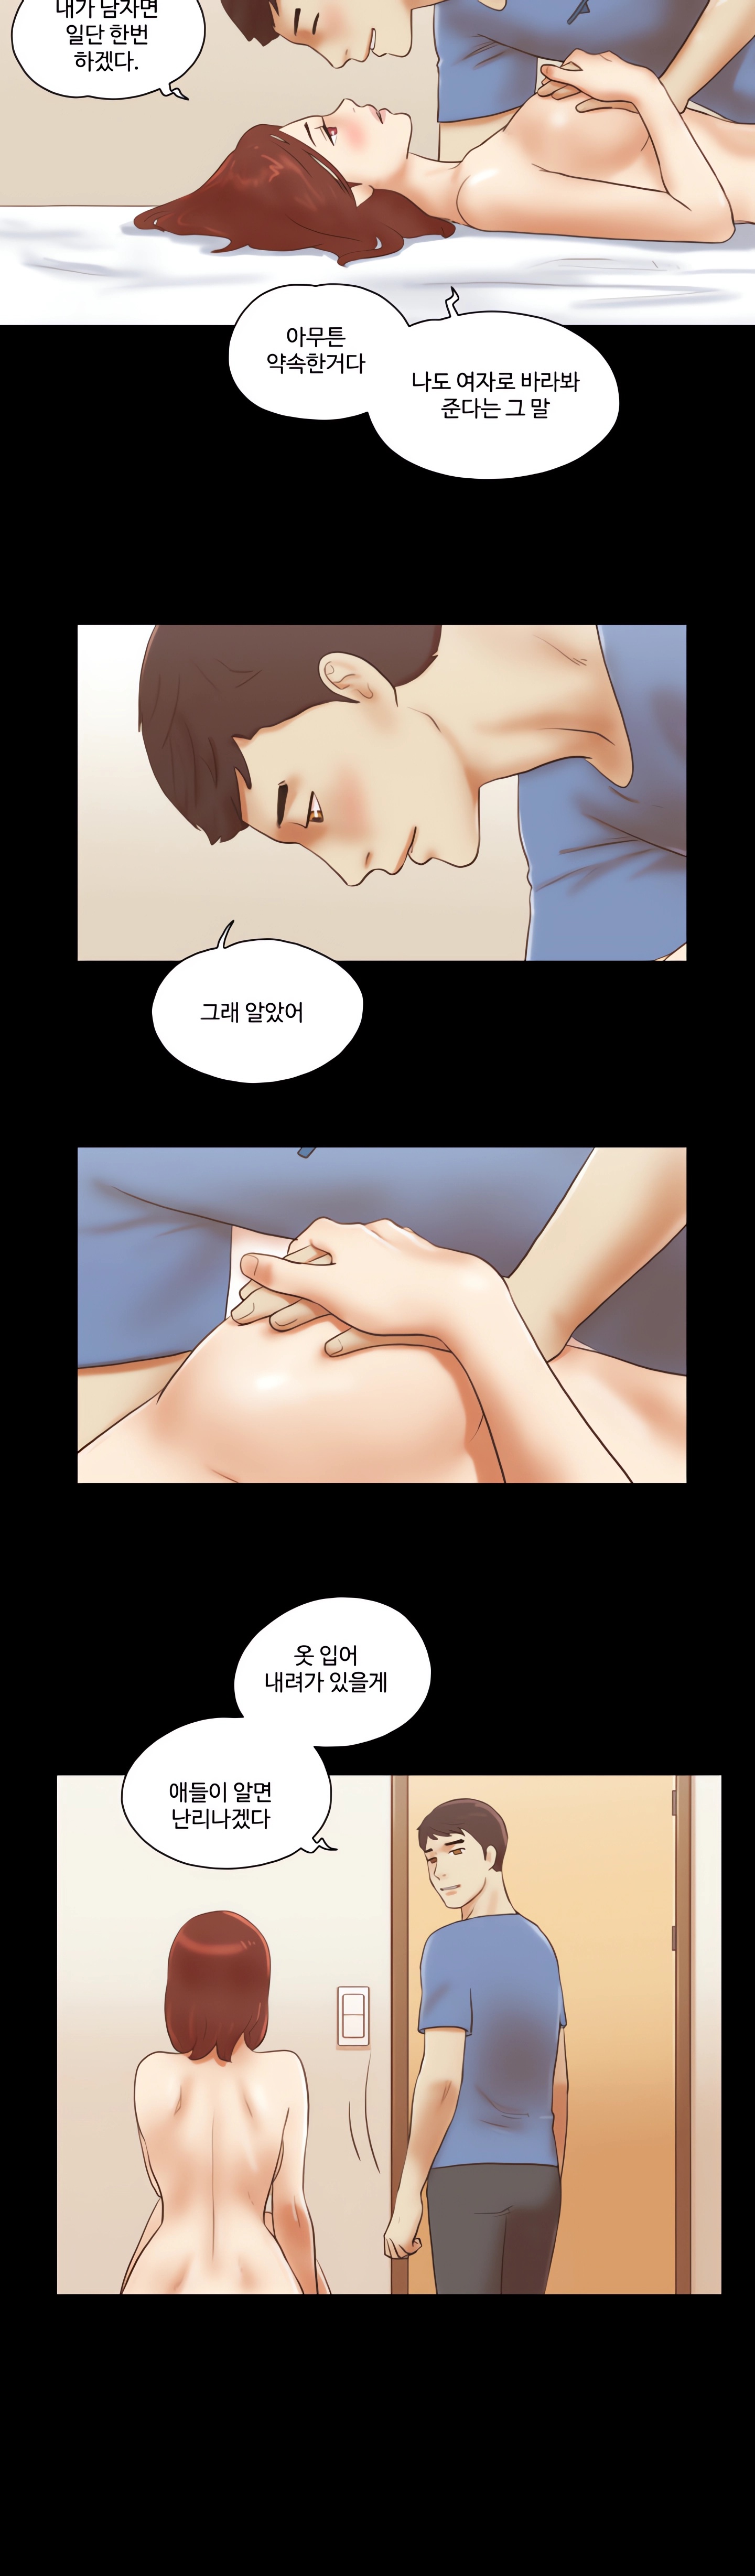 내가 남자면
일단 한번
하겠다.
아무튼
약속한거다
나도 여자로 바라봐
준다는 그 말
그래 알았어
옷 입어
내려가 있을게
애들이 알면
난리나겠다